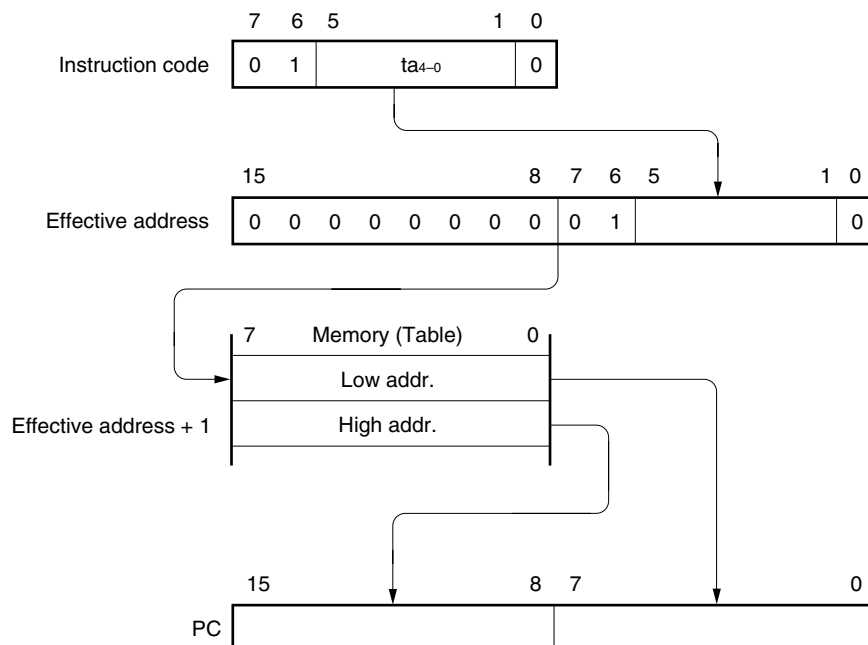 7 6 5 1 0
Instruction code 0 1 ta4–0 0
15 8 7 6 5 1 0
Effective address 0 0 0 0 0 0 0 0 0 1 0
7 Memory (Table) 0
Low addr.
Effective address + 1 High addr.
15 8 7 0
PC